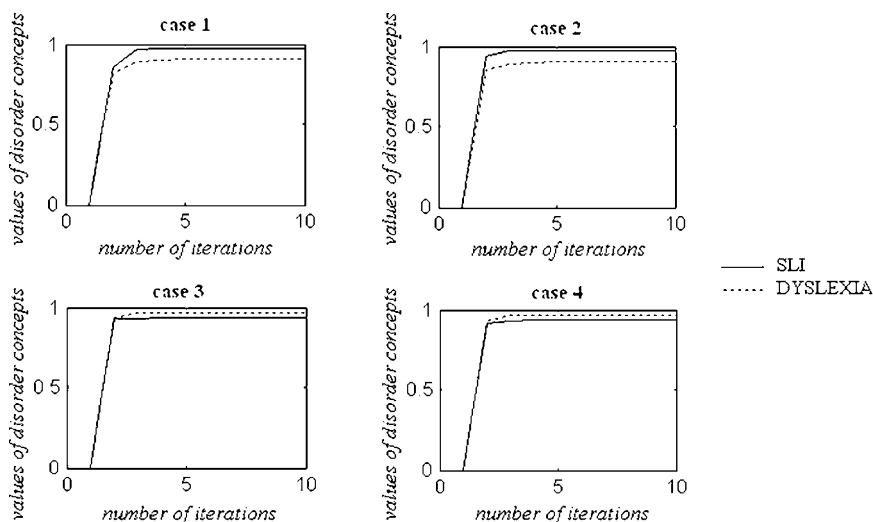 case 1
values of disorder concepts
1
0.5
0
0
5
10
number of iterations
case 2
values of disorder concepts
1
0.5
0
0
5
10
number of iterations
SLI
DYSLEXIA
case 3
values of disorder concepts
1
0 5
0
0
5
10
number of iterations
case 4
values of disorder concepts
1
0 5
0
0
5
10
number of iterations